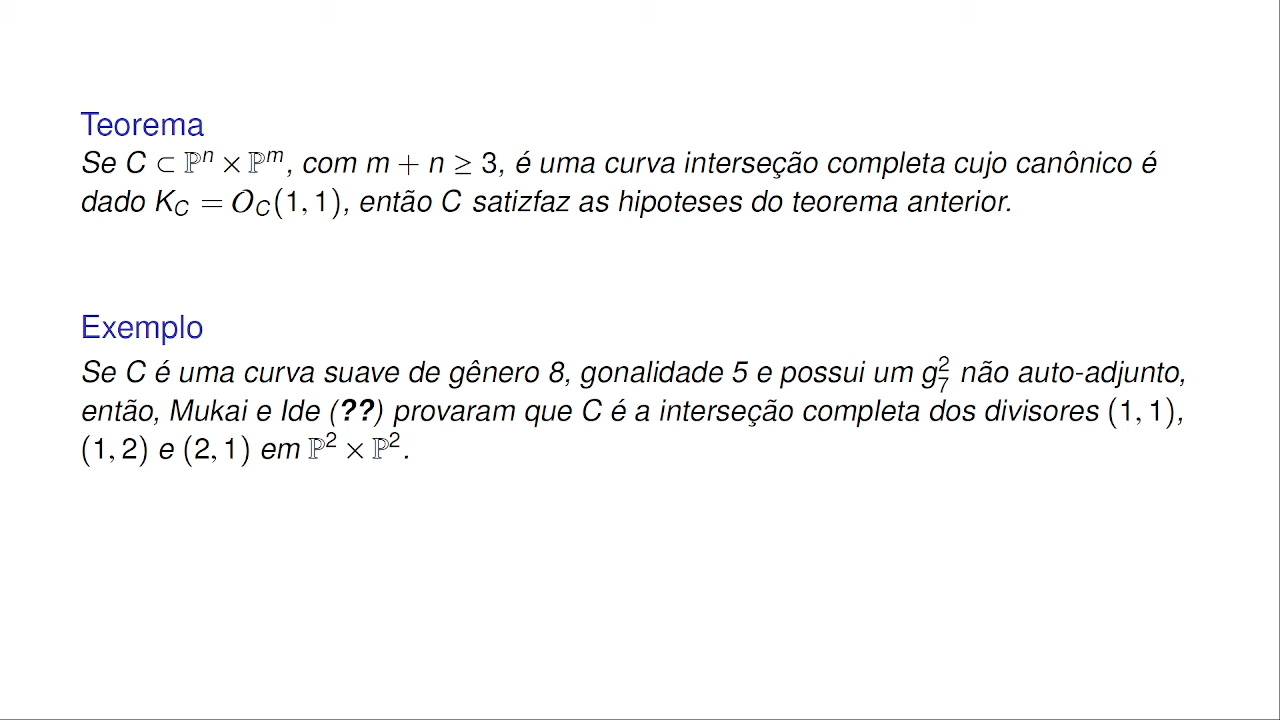 Teorema
Se C ⊂ ℙⁿ × ℙᵐ, com m + n ≥ 3, é uma curva interseção completa cujo canônico é
dado K_C = 𝒪_C(1, 1), então C satizfaz as hipoteses do teorema anterior.
Exemplo
Se C é uma curva suave de gênero 8, gonalidade 5 e possui um g²₇ não auto-adjunto,
então, Mukai e Ide (??) provaram que C é a interseção completa dos divisores (1, 1),
(1, 2) e (2, 1) em ℙ² × ℙ².